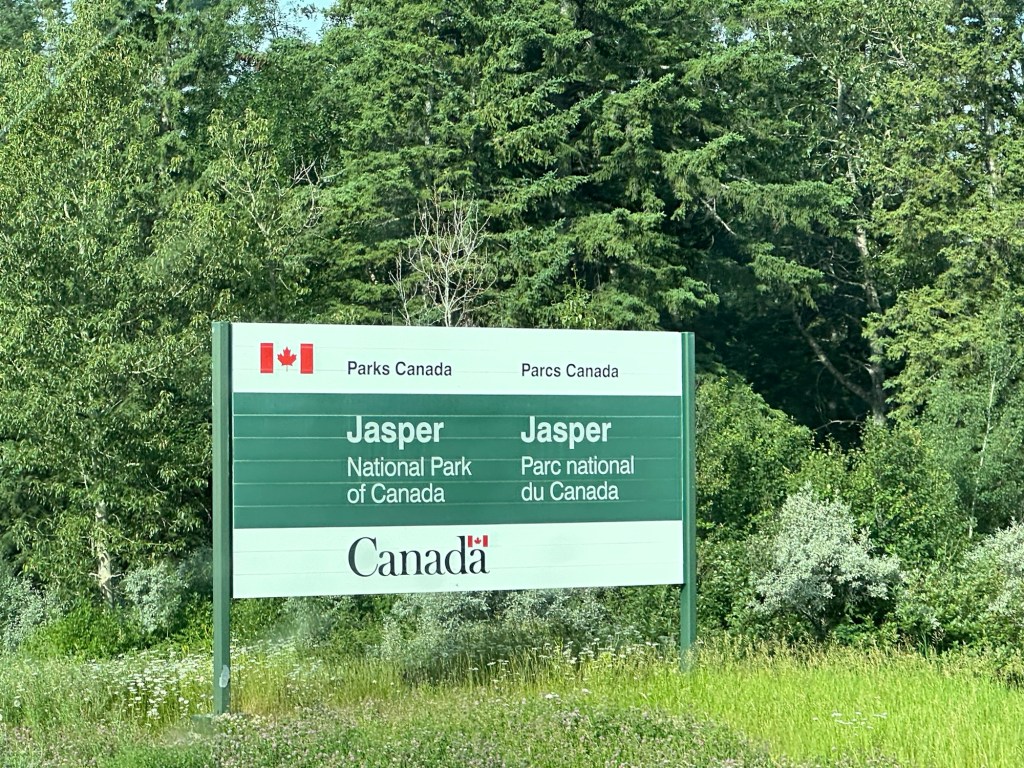 Parks Canada
Parcs Canada
Jasper
National Park
of Canada
Jasper
Parc national
du Canada
Canada